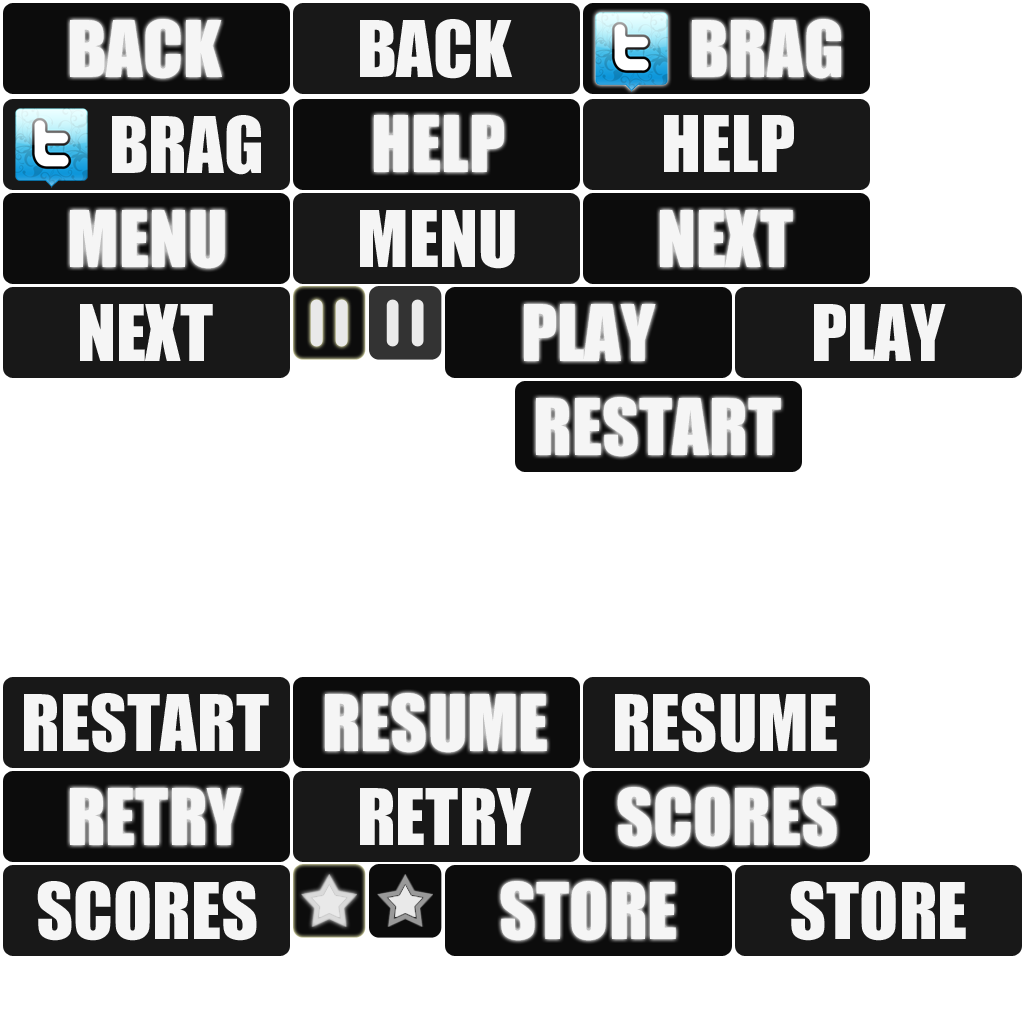 BACK BACK t BRAG
t BRAG HELP HELP
MENU MENU NEXT
NEXT PLAY PLAY
RESTART
RESTART RESUME RESUME
RETRY RETRY SCORES
SCORES STORE STORE